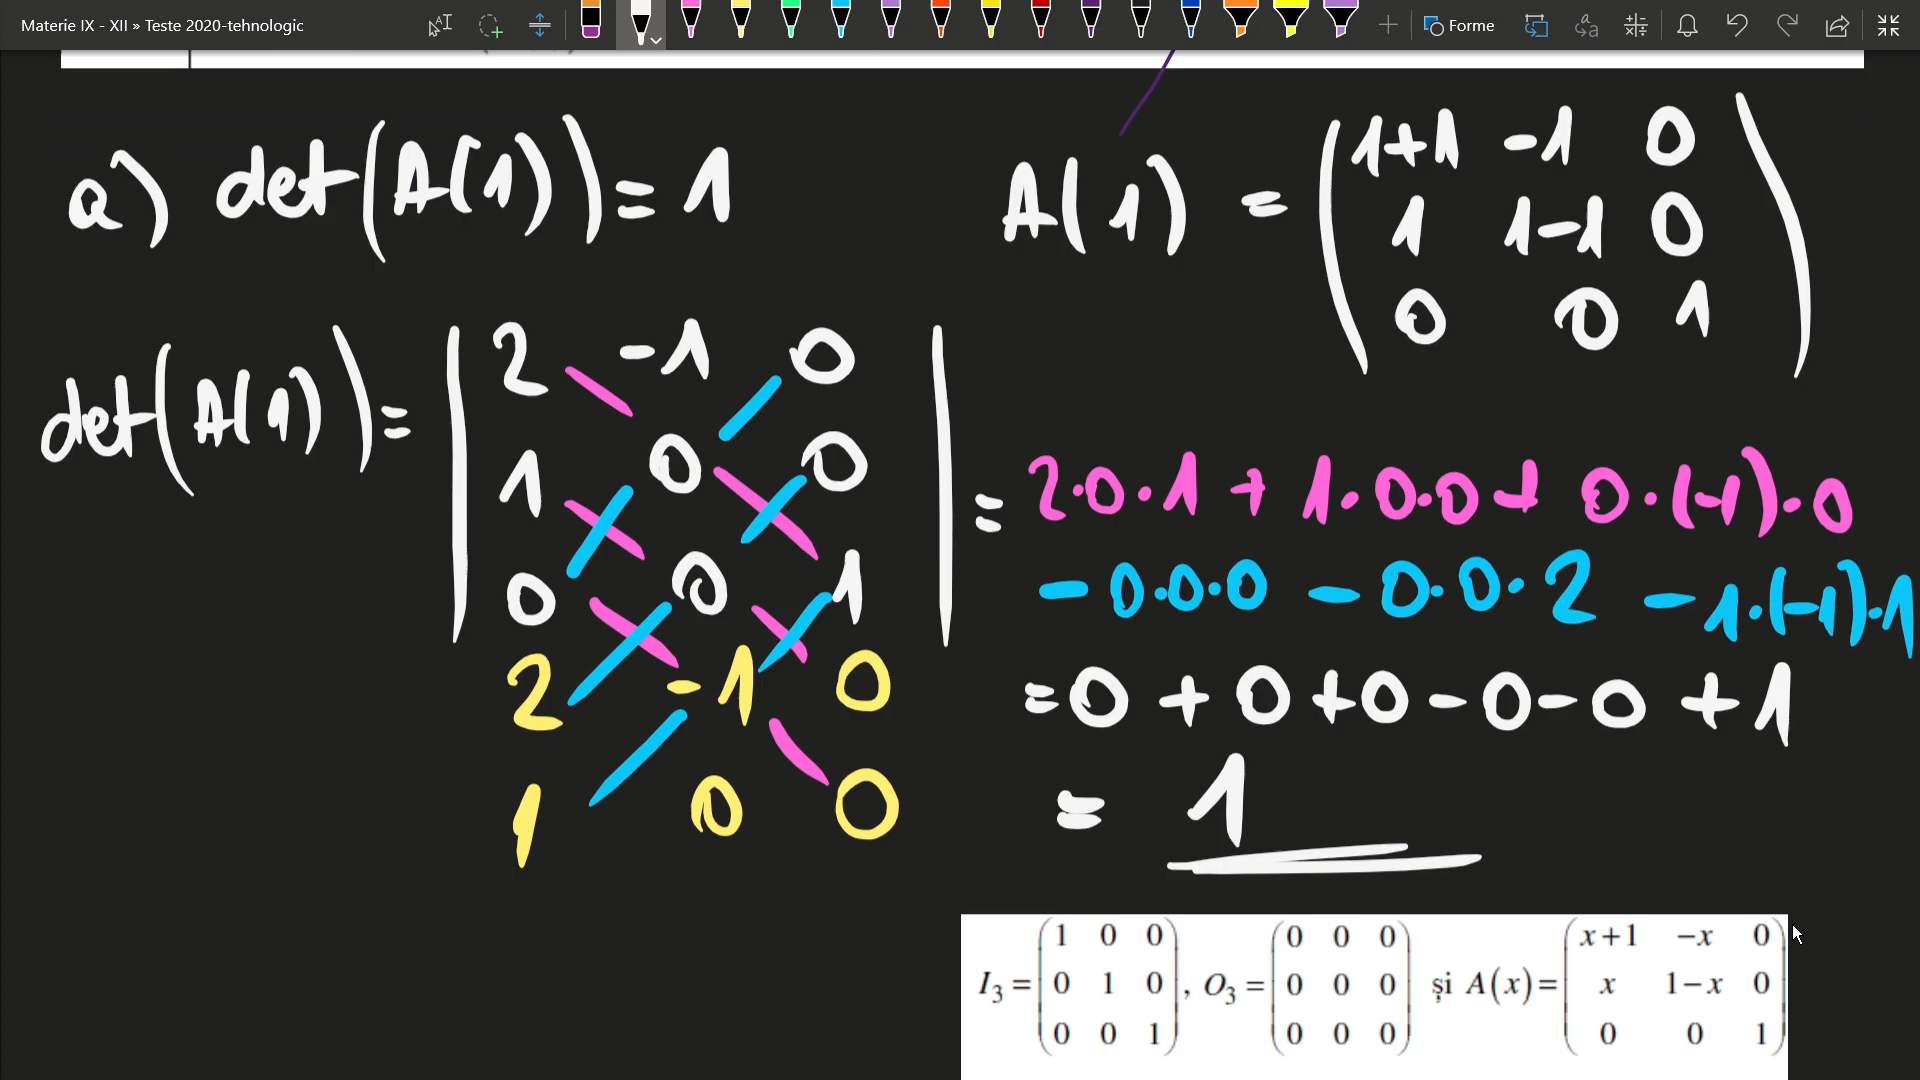 Materie IX - XII » Teste 2020-tehnologic
Forme
a) det(A(1)) = 1
A(1) = (1+1 -1 0
1 1-1 0
0 0 1)
det(A(1)) = |2 -1 0
1 0 0
0 0 1|
2 -1 0
1 0 0
= 2·0·1 + 1·0·0 + 0·(-1)·0
- 0·0·0 - 0·0·2 - 1·(-1)·1
= 0 + 0 + 0 - 0 - 0 + 1
= 1
I₃ = (1 0 0
0 1 0
0 0 1), O₃ = (0 0 0
0 0 0
0 0 0) și A(x) = (x+1 -x 0
x 1-x 0
0 0 1)